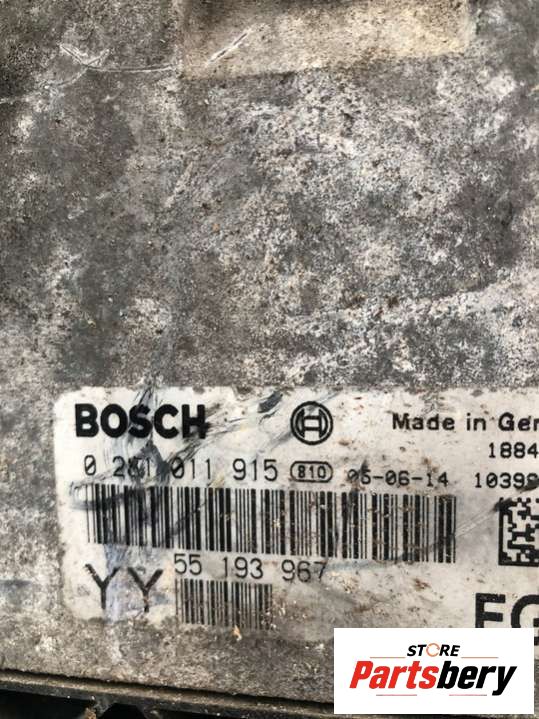 BOSCH Made in Ger
1884
0 281 011 915 810 05-06-14 1039
55 193 967
YY
STORE
Partsbery